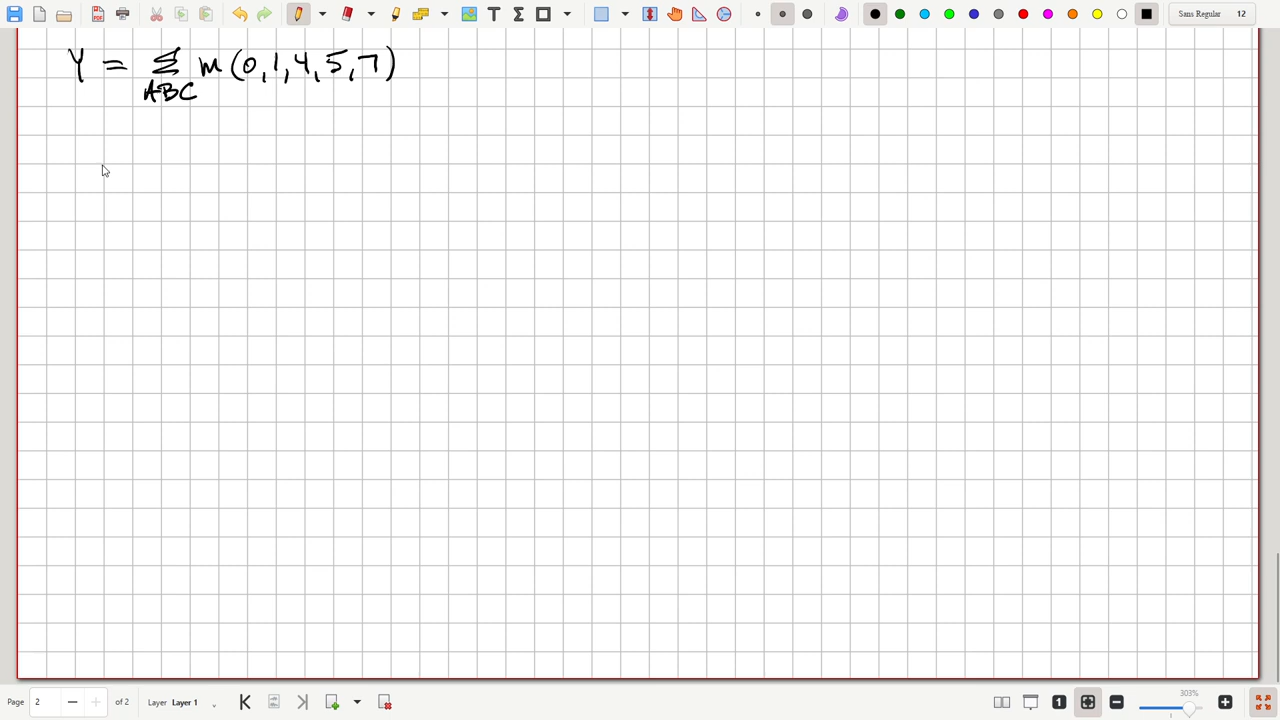 Sans Regular 12
Y = Σ m(0,1,4,5,7)
ABC
Page 2 of 2 Layer Layer 1 303%